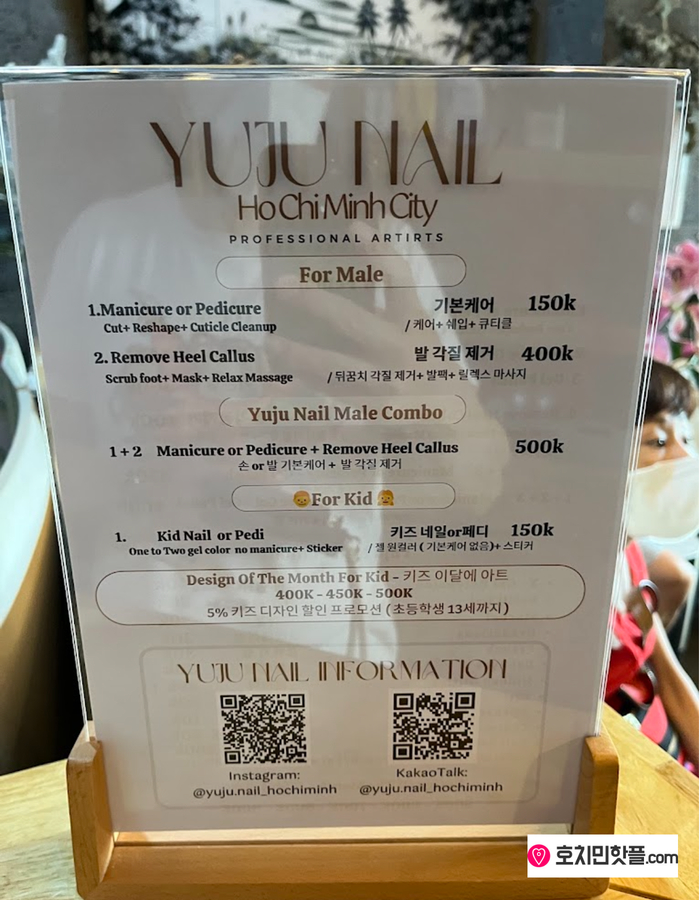 YUJU NAIL
Ho Chi Minh City
PROFESSIONAL ARTIRTS
For Male
1.Manicure or Pedicure 기본케어 150k
Cut+ Reshape+ Cuticle Cleanup / 케어+ 쉐입+ 큐티클
2. Remove Heel Callus 발 각질 제거 400k
Scrub foot+ Mask+ Relax Massage / 뒤꿈치 각질 제거+ 발팩+ 릴렉스 마사지
Yuju Nail Male Combo
1 + 2 Manicure or Pedicure + Remove Heel Callus 500k
손 or 발 기본케어 + 발 각질 제거
👦For Kid 👧
1. Kid Nail or Pedi 키즈 네일or페디 150k
One to Two gel color no manicure+ Sticker / 젤 원컬러 ( 기본케어 없음)+ 스티커
Design Of The Month For Kid – 키즈 이달에 아트
400K – 450K – 500K
5% 키즈 디자인 할인 프로모션 ( 초등학생 13세까지 )
YUJU NAIL INFORMATION
Instagram: KakaoTalk:
@yuju.nail_hochiminh @yuju.nail_hochiminh
호치민핫플.com